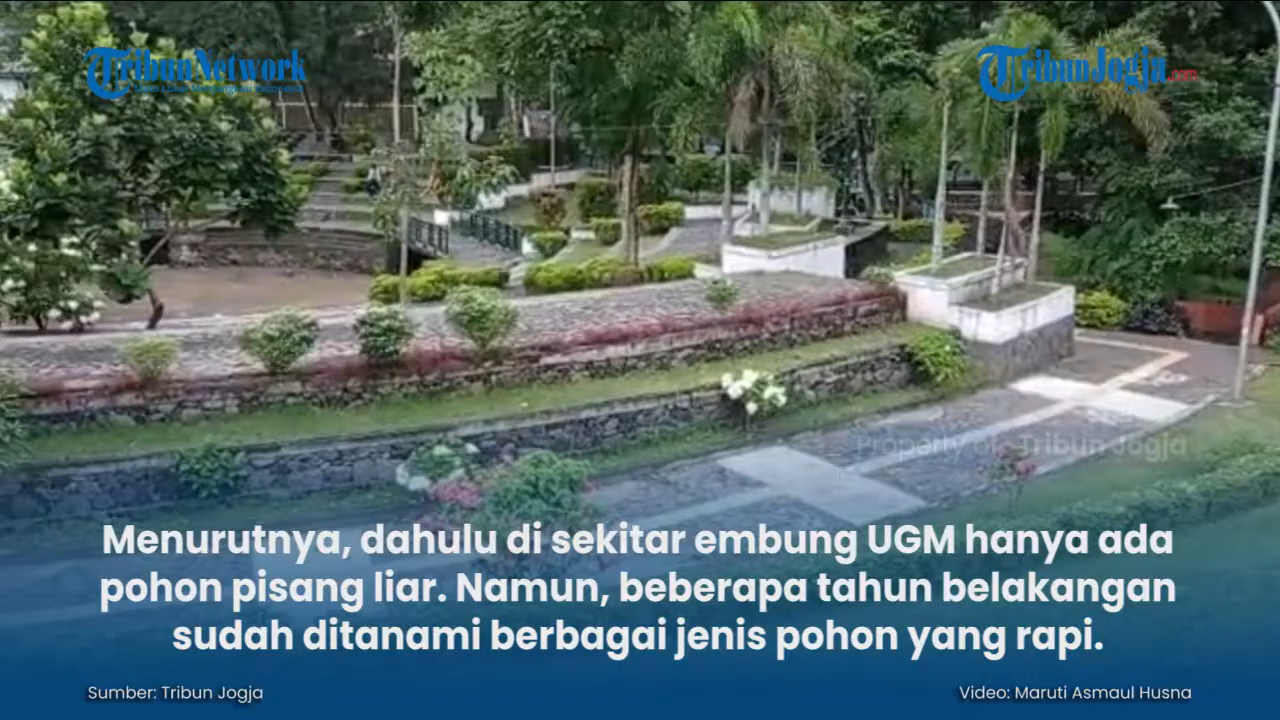 TribunNetwork
TribunJogja.com
Property of Tribun Jogja
Menurutnya, dahulu di sekitar embung UGM hanya ada
pohon pisang liar. Namun, beberapa tahun belakangan
sudah ditanami berbagai jenis pohon yang rapi.
Sumber: Tribun Jogja
Video: Maruti Asmaul Husna